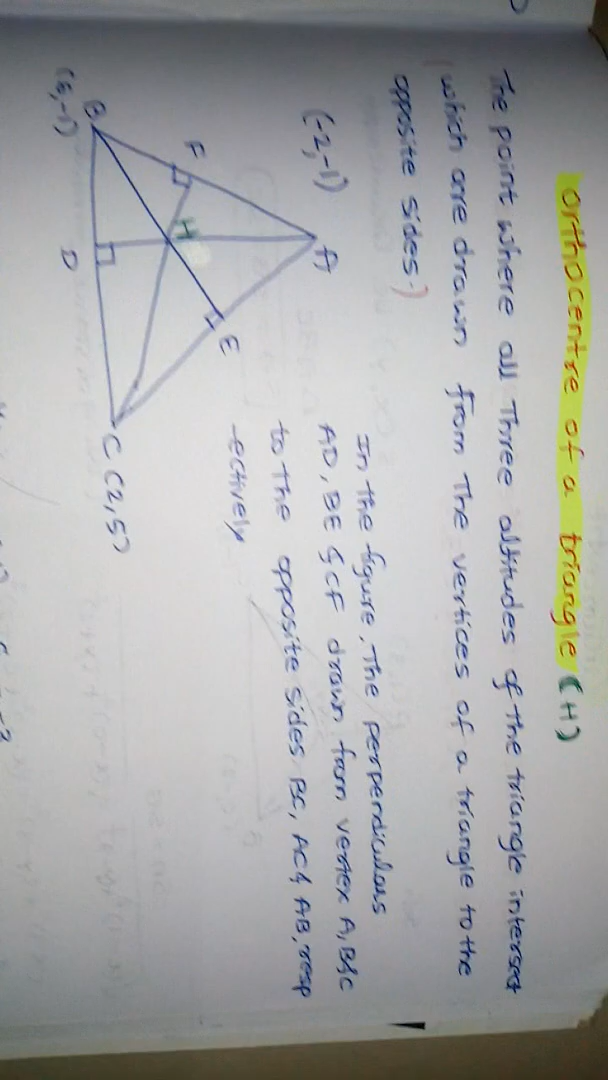 Orthocentre of a triangle (H)
The point where all Three altitudes of the triangle intersect
(which are drawn from The vertices of a triangle to the
opposite sides.)
In the figure, The perpendiculars
AD, BE & CF drawn from vertex A, B&C
to the opposite sides BC, AC & AB, resp
-ectively
(-2,-1)
A
F
H
E
B
(6,-1)
D
C (2,5)